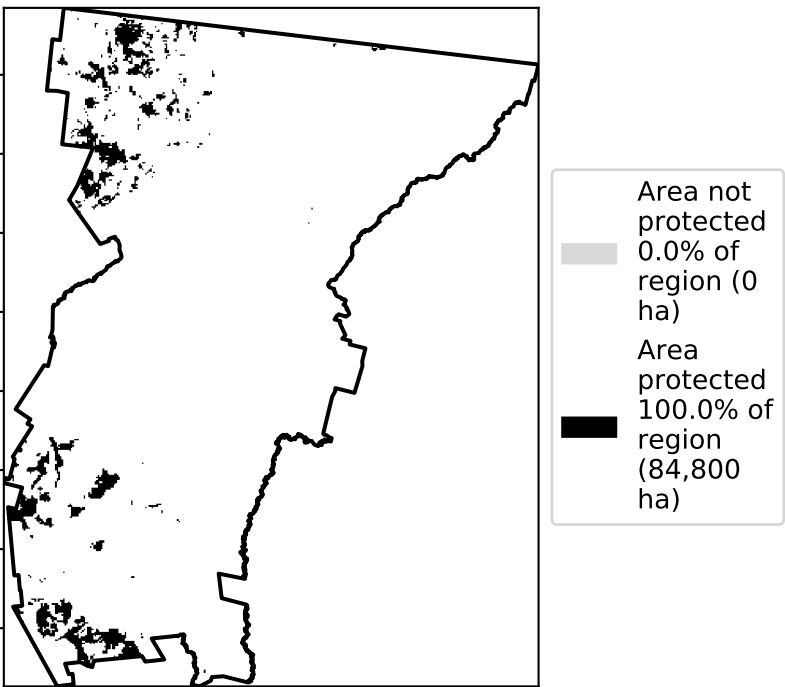 Area not
protected
0.0% of
region (0
ha)
Area
protected
100.0% of
region
(84,800
ha)